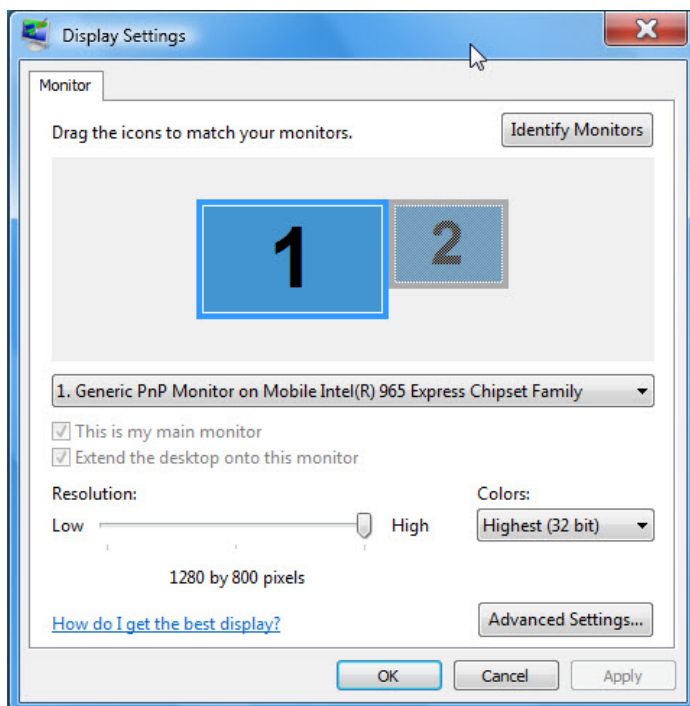 Display Settings
Monitor
Drag the icons to match your monitors.
Identify Monitors
1
2
1. Generic PnP Monitor on Mobile Intel(R) 965 Express Chipset Family
This is my main monitor
Extend the desktop onto this monitor
Resolution:
Colors:
Low
High
Highest (32 bit)
1280 by 800 pixels
How do I get the best display?
Advanced Settings...
OK
Cancel
Apply